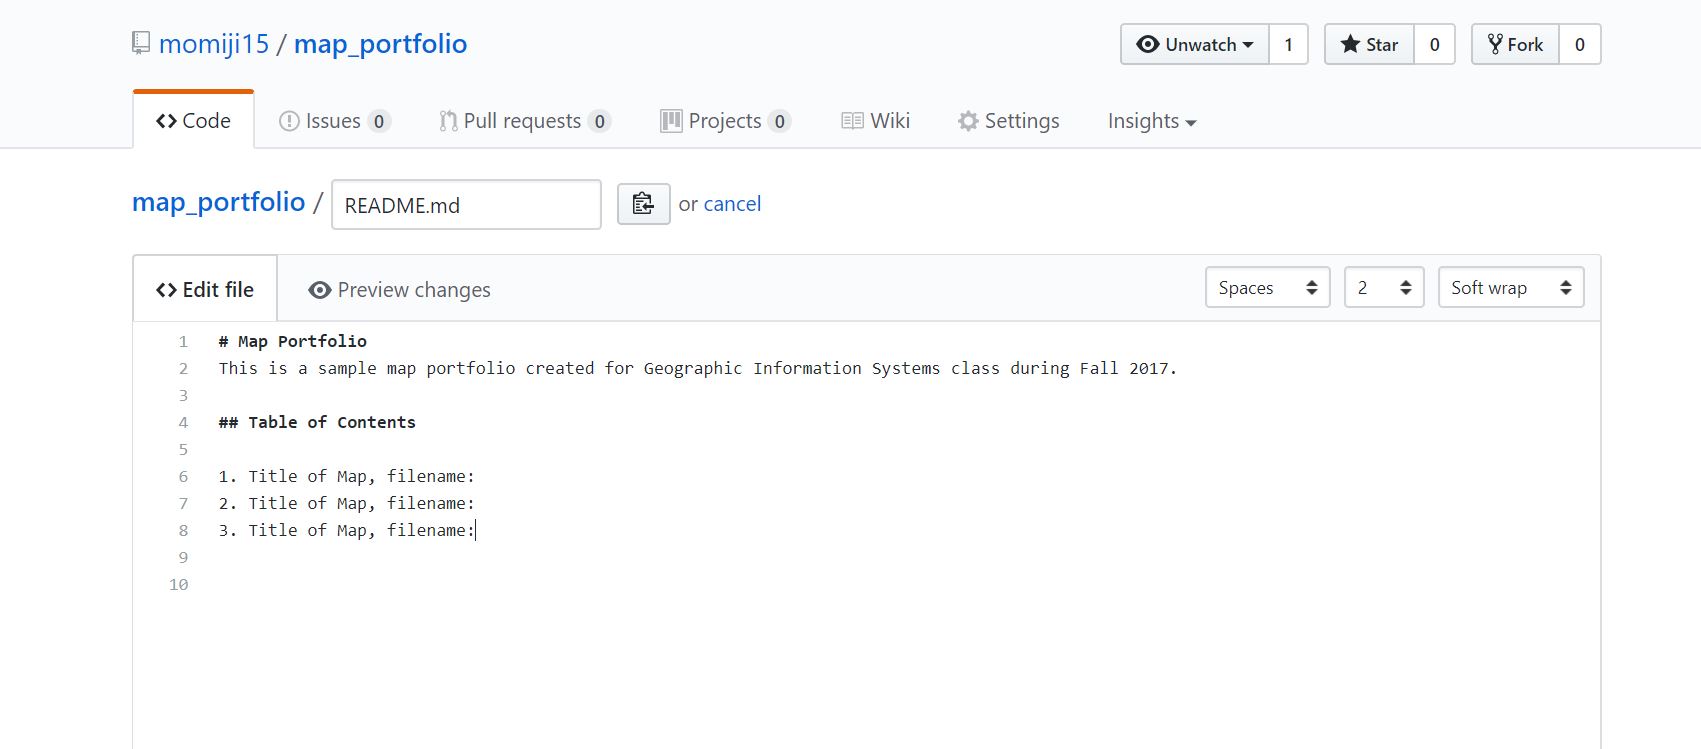 momiji15 / map_portfolio
Unwatch 1 Star 0 Fork 0
Code Issues 0 Pull requests 0 Projects 0 Wiki Settings Insights
map_portfolio / README.md or cancel
Edit file Preview changes Spaces 2 Soft wrap
1 # Map Portfolio
2 This is a sample map portfolio created for Geographic Information Systems class during Fall 2017.
3
4 ## Table of Contents
5
6 1. Title of Map, filename:
7 2. Title of Map, filename:
8 3. Title of Map, filename:
9
10